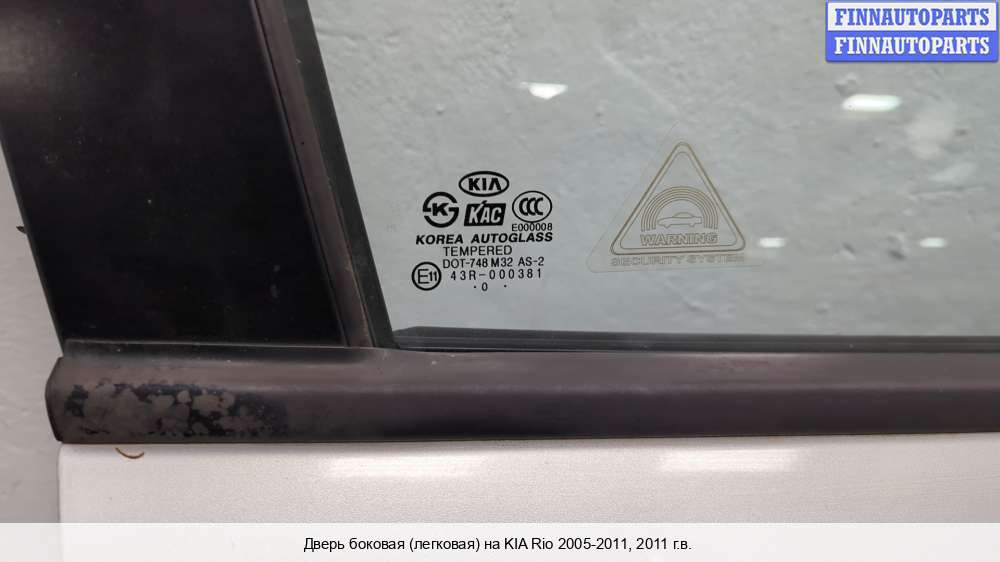 FINNAUTOPARTS
FINNAUTOPARTS
KIA
KAC
CCC
E000008
KOREA AUTOGLASS
TEMPERED
DOT-748 M32 AS-2
E11 43R-000381
·0 ·
WARNING
SECURITY SYSTEM
Дверь боковая (легковая) на KIA Rio 2005-2011, 2011 г.в.